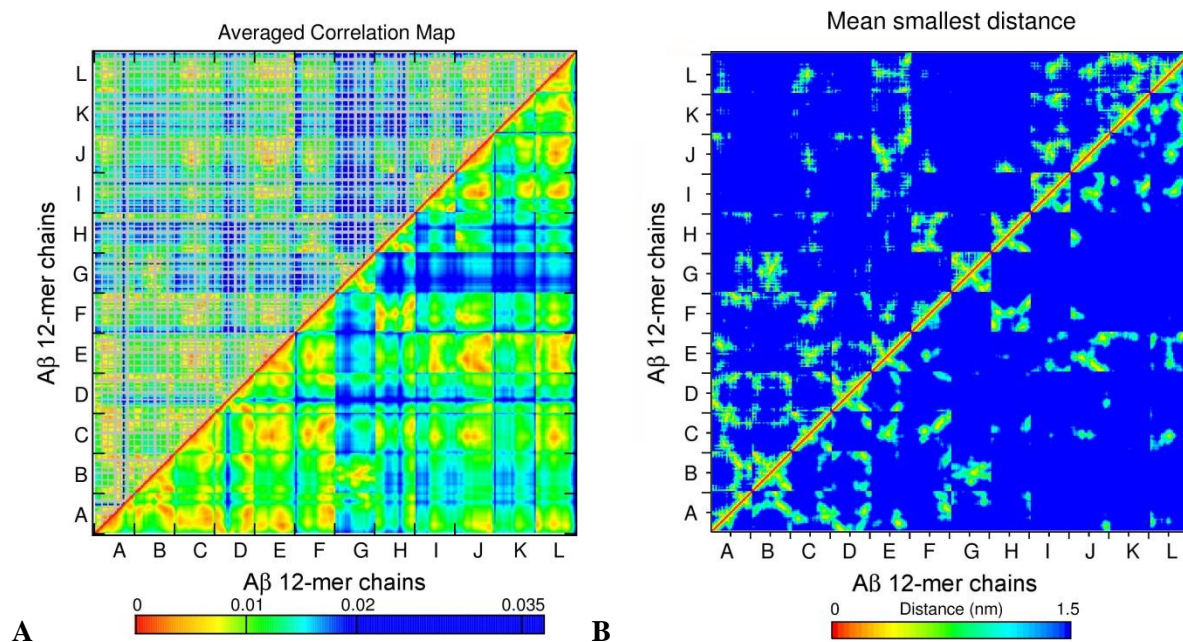 Averaged Correlation Map
L
K
J
I
H
G
F
E
D
C
B
A
Aβ 12-mer chains
A B C D E F G H I J K L
Aβ 12-mer chains
0 0.01 0.02 0.035
A
Mean smallest distance
L
K
J
I
H
G
F
E
D
C
B
A
Aβ 12-mer chains
A B C D E F G H I J K L
Aβ 12-mer chains
0 Distance (nm) 1.5
B